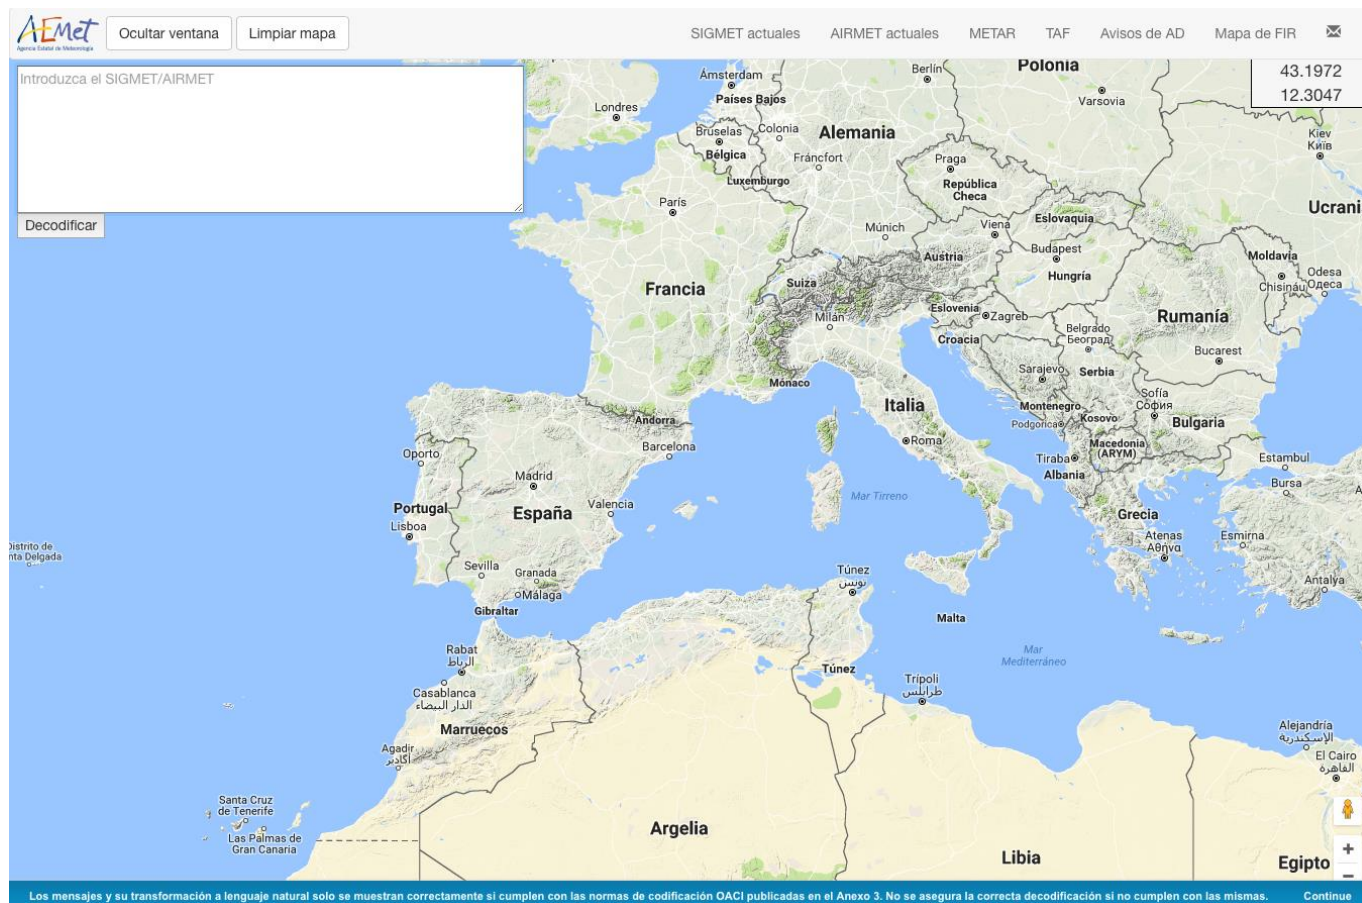 AEMet
Agencia Estatal de Meteorología
Ocultar ventana
Limpiar mapa
SIGMET actuales
AIRMET actuales
METAR
TAF
Avisos de AD
Mapa de FIR
Introduzca el SIGMET/AIRMET
Decodificar
43.1972
12.3047
Ámsterdam
Países Bajos
Berlín
Polonia
Varsovia
Londres
Bruselas
Bélgica
Colonia
Alemania
Fráncfort
Luxemburgo
Praga
República
Checa
Kiev
Київ
Ucrani
París
Múnich
Viena
Eslovaquia
Austria
Budapest
Hungría
Moldavia
Chisináu
Odesa
Одеса
Francia
Suiza
Milán
Eslovenia
Zagreb
Croacia
Belgrado
Београд
Rumanía
Bucarest
Sarajevo
Serbia
Mónaco
Italia
Montenegro
Podgorica
Kosovo
Sofía
София
Bulgaria
Andorra
Barcelona
Roma
Macedonia
(ARYM)
Tiraba
Albania
Estambul
Bursa
Oporto
Madrid
Portugal
Lisboa
España
Valencia
Mar Tirreno
Grecia
Atenas
Αθήνα
Esmirna
Antalya
Distrito de
nta Delgada
Sevilla
Granada
Málaga
Gibraltar
Túnez
تونس
Malta
Rabat
الرباط
Casablanca
الدار البيضاء
Marruecos
Agadir
أكادير
Túnez
Trípoli
طرابلس
Mar
Mediterráneo
Alejandría
الإسكندرية
El Cairo
القاهرة
Santa Cruz
de Tenerife
Las Palmas de
Gran Canaria
Argelia
Libia
Egipto
Los mensajes y su transformación a lenguaje natural solo se muestran correctamente si cumplen con las normas de codificación OACI publicadas en el Anexo 3. No se asegura la correcta decodificación si no cumplen con las mismas.
Continue